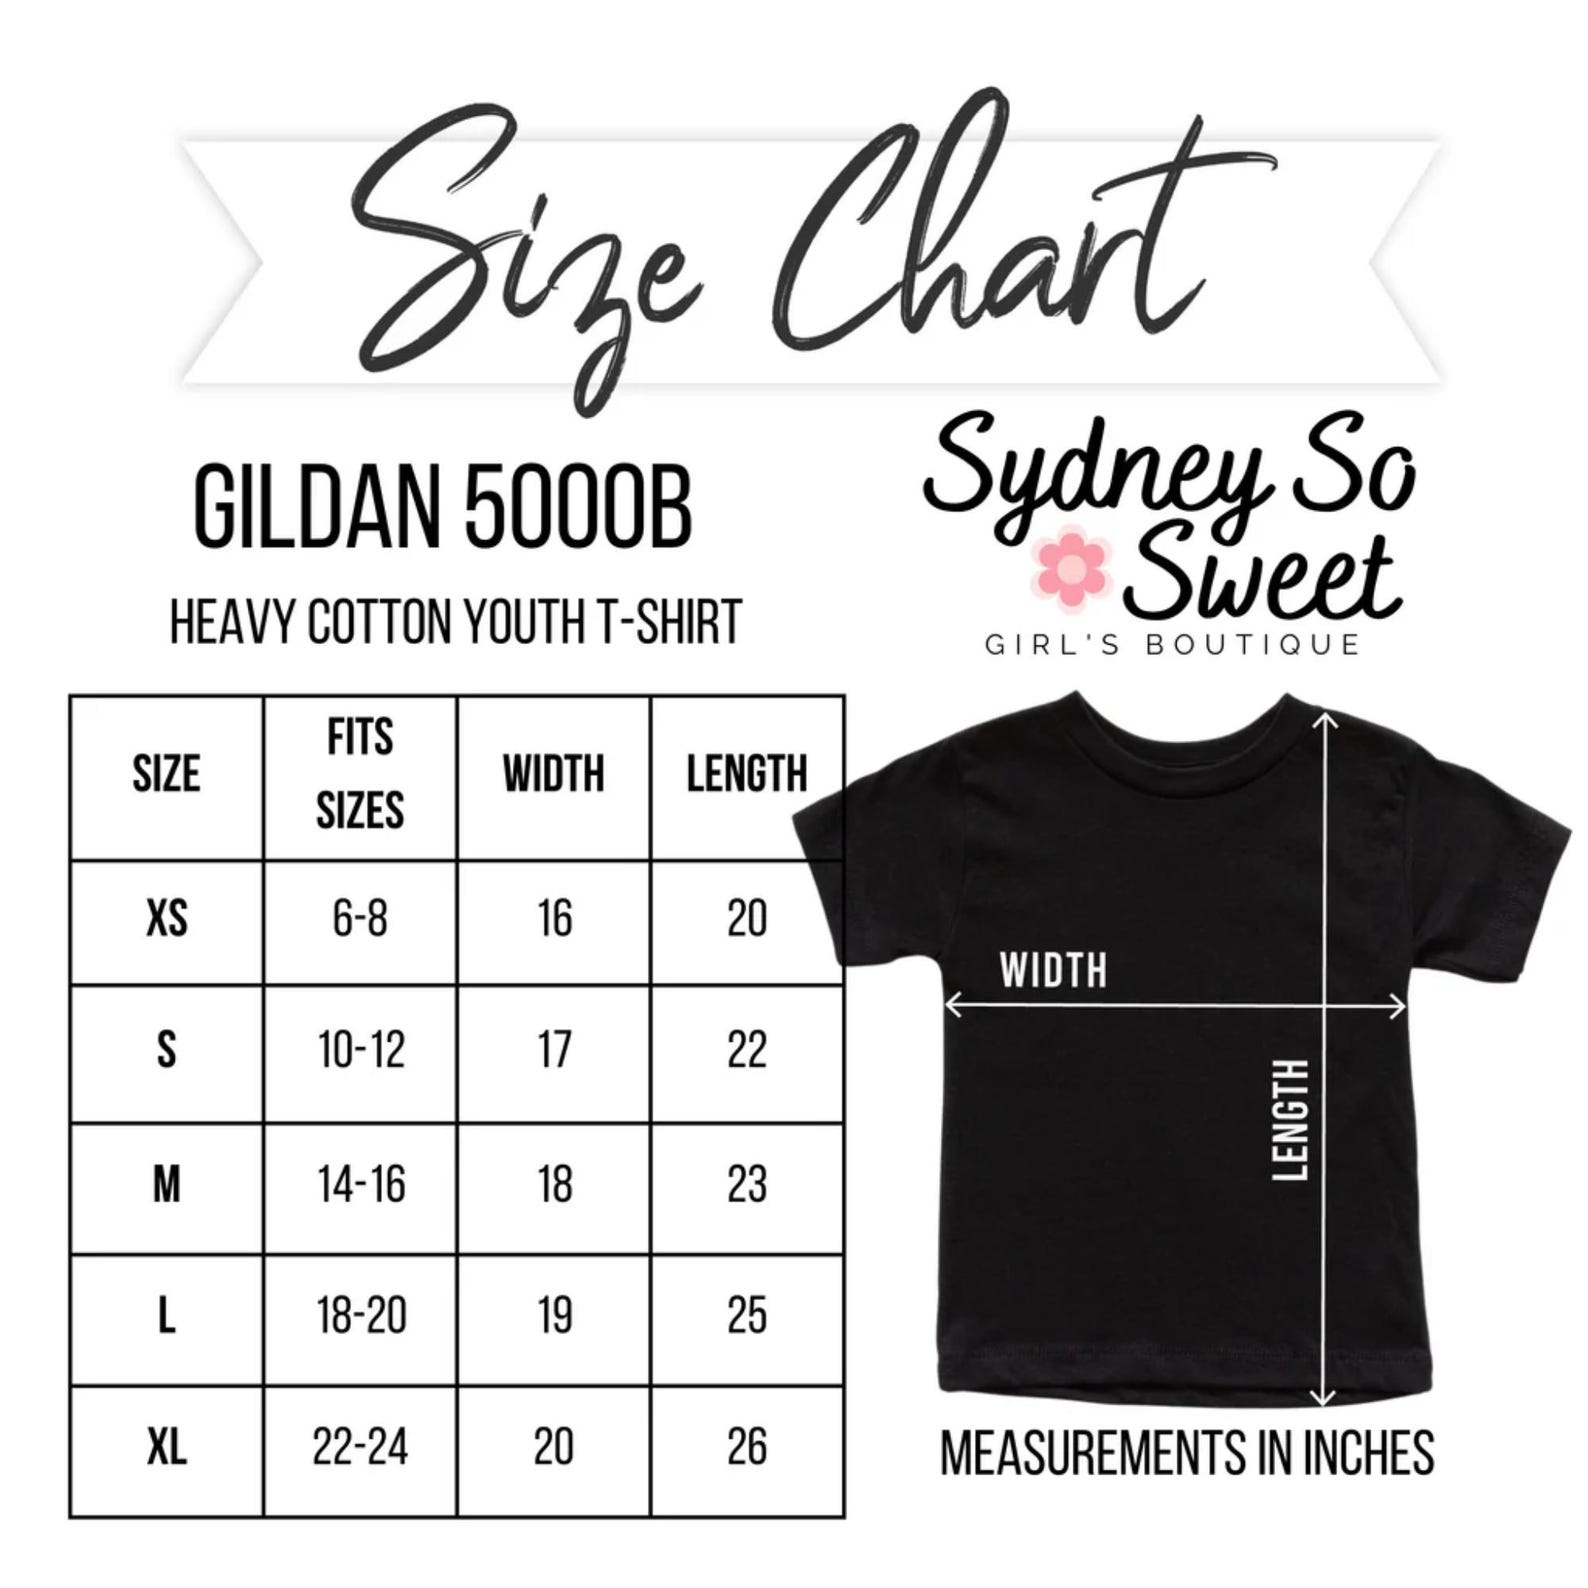 Size Chart
GILDAN 5000B
HEAVY COTTON YOUTH T-SHIRT
Sydney So
Sweet
GIRL'S BOUTIQUE
SIZE FITS SIZES WIDTH LENGTH
XS 6-8 16 20
S 10-12 17 22
M 14-16 18 23
L 18-20 19 25
XL 22-24 20 26
WIDTH
LENGTH
MEASUREMENTS IN INCHES